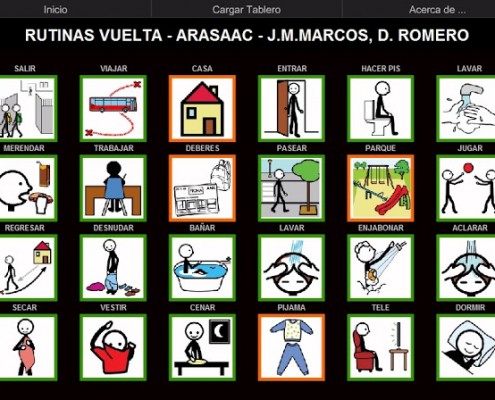 Inicio Cargar Tablero Acerca de ...
RUTINAS VUELTA - ARASAAC - J.M.MARCOS, D. ROMERO
SALIR VIAJAR CASA ENTRAR HACER PIS LAVAR
MERENDAR TRABAJAR DEBERES PASEAR PARQUE JUGAR
REGRESAR DESNUDAR BAÑAR LAVAR ENJABONAR ACLARAR
SECAR VESTIR CENAR PIJAMA TELE DORMIR